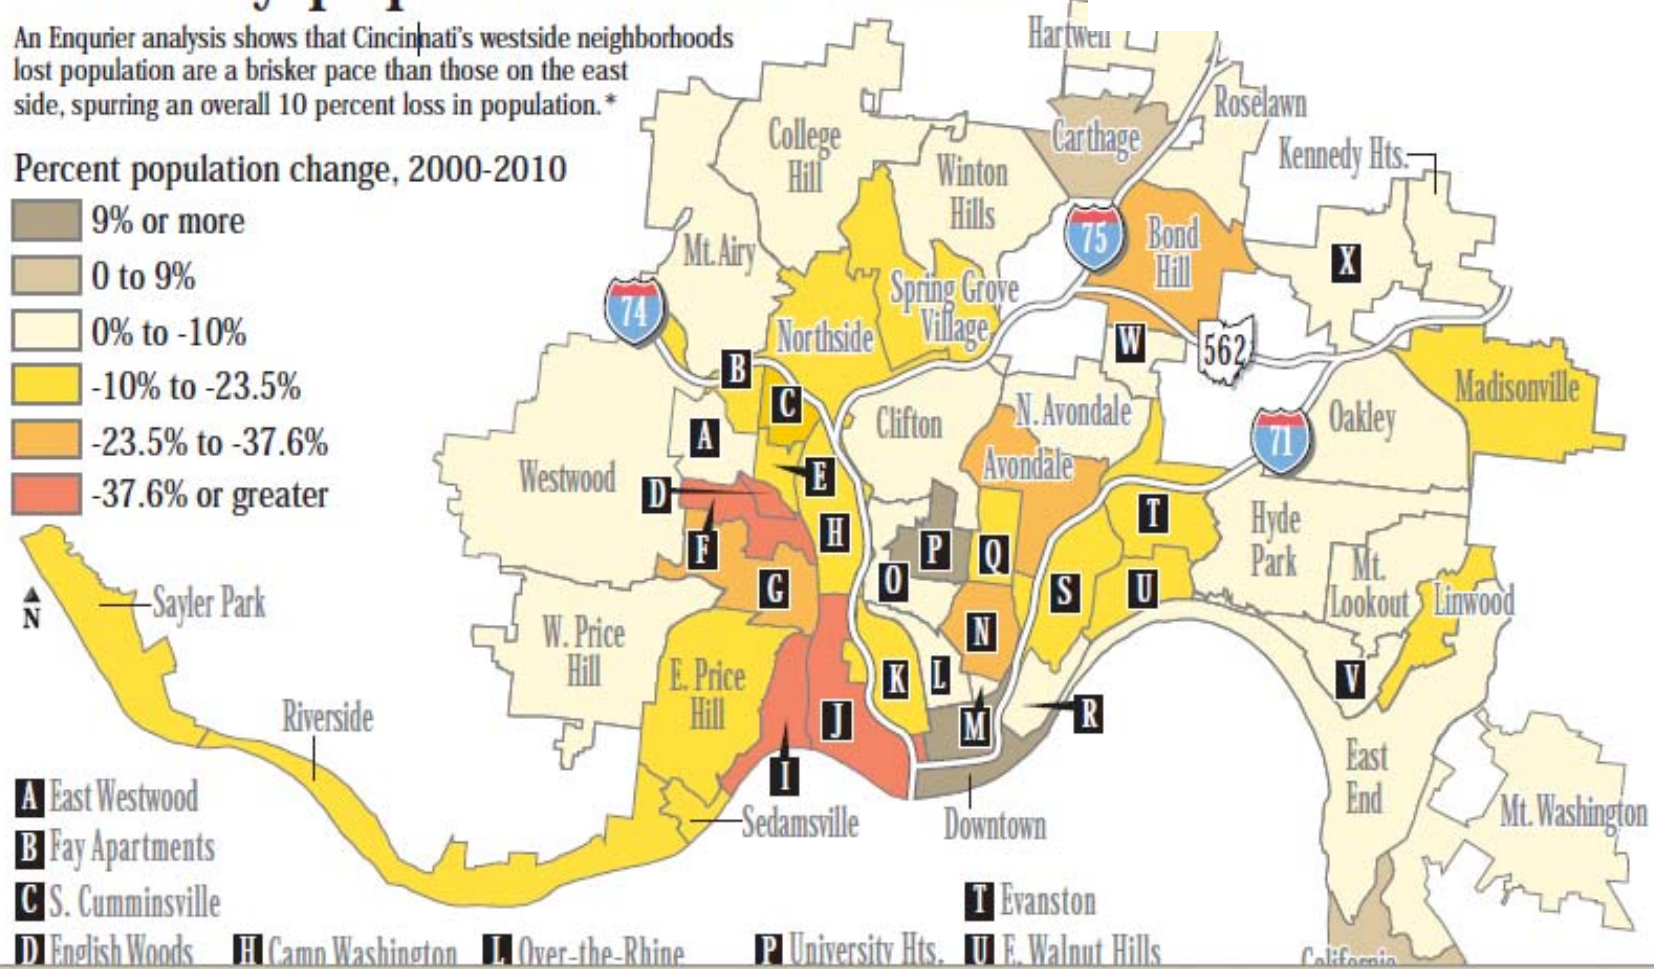 An Enqurier analysis shows that Cincinnati's westside neighborhoods
lost population are a brisker pace than those on the east
side, spurring an overall 10 percent loss in population.*
Percent population change, 2000-2010
9% or more
0 to 9%
0% to -10%
-10% to -23.5%
-23.5% to -37.6%
-37.6% or greater
Hartwell
Roselawn
Carthage
Kennedy Hts.
College
Hill
Winton
Hills
Mt. Airy
75
Bond
Hill
X
74
Spring Grove
Village
Northside
W
562
B
C
Madisonville
A
Clifton
N. Avondale
Oakley
71
Westwood
Avondale
D
E
F
H
P
Q
T
Hyde
Park
G
O
S
U
Mt.
Lookout
Linwood
N
Sayler Park
W. Price
Hill
N
E. Price
Hill
K
L
V
Riverside
J
M
R
I
East
End
Sedamsville
Downtown
Mt. Washington
A East Westwood
B Fay Apartments
C S. Cumminsville
T Evanston
D English Woods
H Camp Washington
L Over-the-Rhine
P University Hts.
U E. Walnut Hills
California